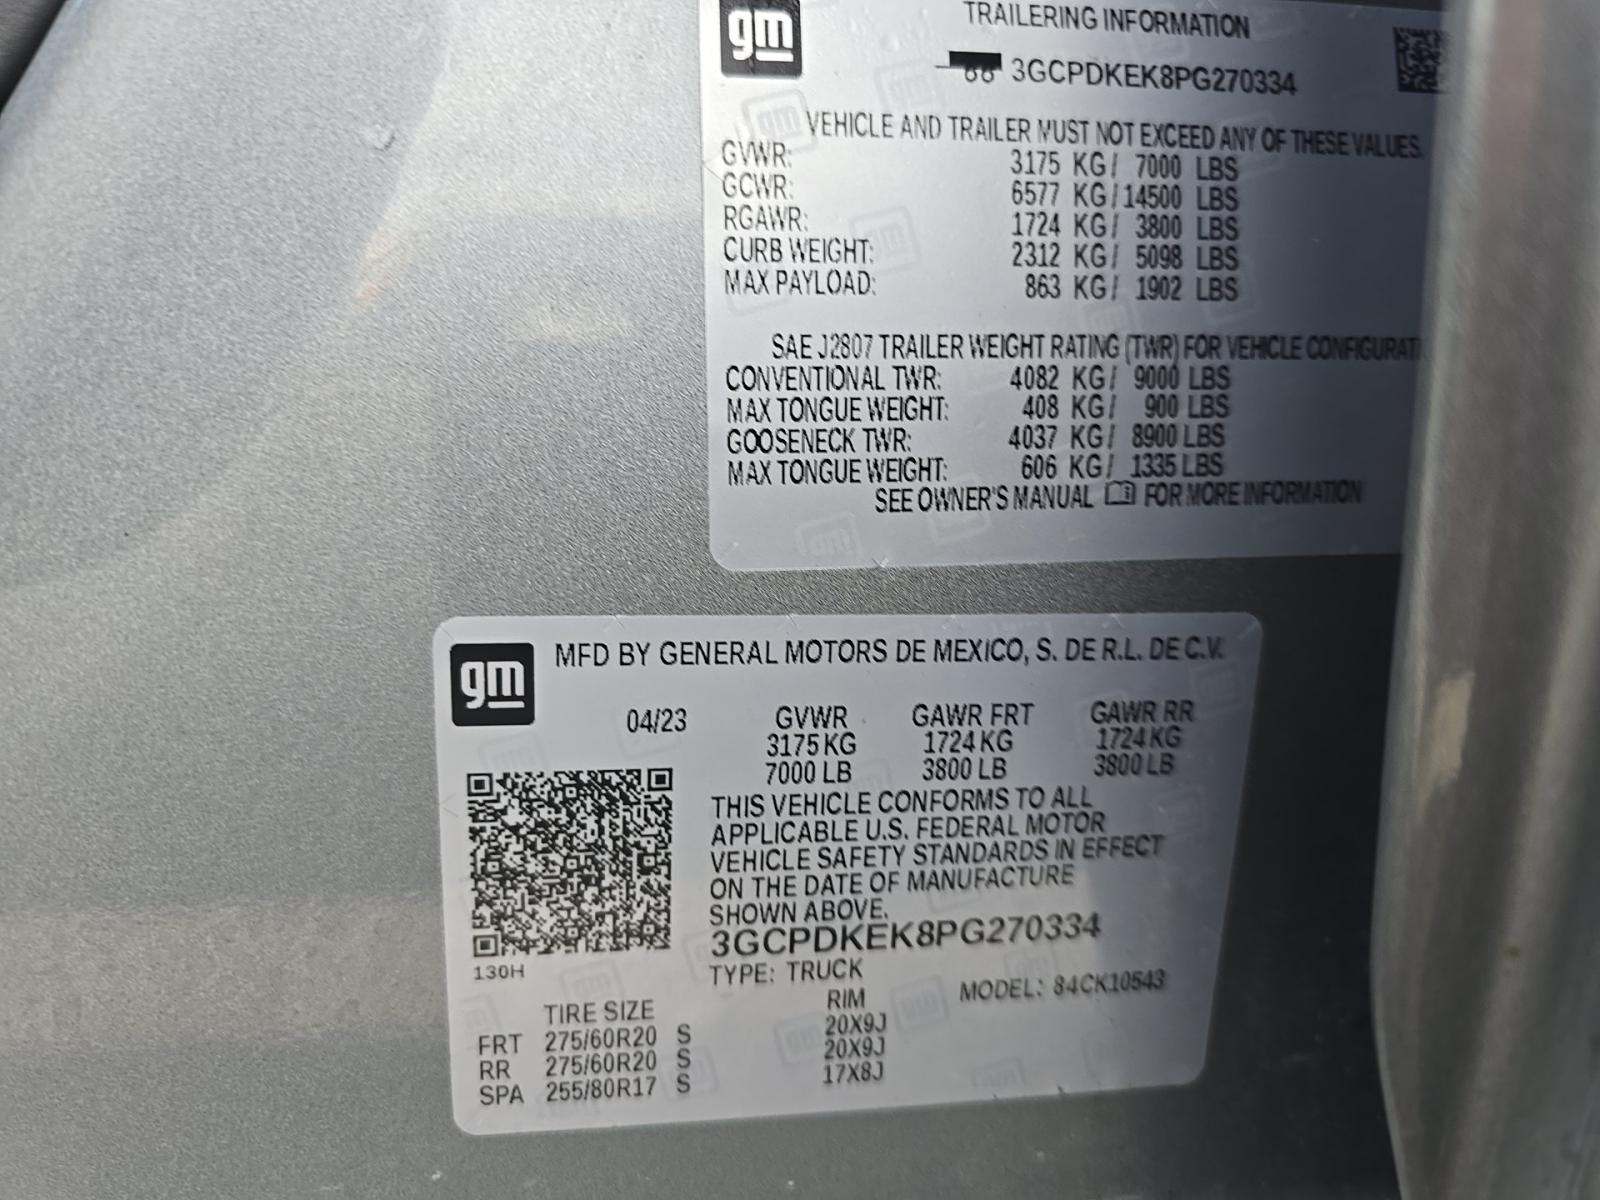 gm
TRAILERING INFORMATION
3GCPDKEK8PG270334
VEHICLE AND TRAILER MUST NOT EXCEED ANY OF THESE VALUES.
GVWR: 3175 KG/ 7000 LBS
GCWR: 6577 KG/ 14500 LBS
RGAWR: 1724 KG/ 3800 LBS
CURB WEIGHT: 2312 KG/ 5098 LBS
MAX PAYLOAD: 863 KG/ 1902 LBS
SAE J2807 TRAILER WEIGHT RATING (TWR) FOR VEHICLE CONFIGURATI
CONVENTIONAL TWR: 4082 KG/ 9000 LBS
MAX TONGUE WEIGHT: 408 KG/ 900 LBS
GOOSENECK TWR: 4037 KG/ 8900 LBS
MAX TONGUE WEIGHT: 606 KG/ 1335 LBS
SEE OWNER'S MANUAL FOR MORE INFORMATION
gm
MFD BY GENERAL MOTORS DE MEXICO, S. DE R.L. DE C.V.
04/23 GVWR GAWR FRT GAWR RR
3175 KG 1724 KG 1724 KG
7000 LB 3800 LB 3800 LB
THIS VEHICLE CONFORMS TO ALL
APPLICABLE U.S. FEDERAL MOTOR
VEHICLE SAFETY STANDARDS IN EFFECT
ON THE DATE OF MANUFACTURE
SHOWN ABOVE.
3GCPDKEK8PG270334
130H
TYPE: TRUCK
MODEL: 84CK10543
TIRE SIZE RIM
FRT 275/60R20 S 20X9J
RR 275/60R20 S 20X9J
SPA 255/80R17 S 17X8J